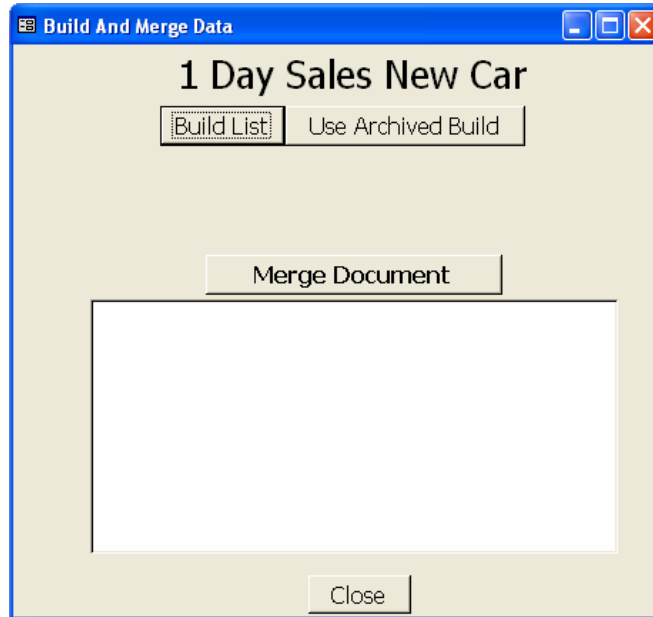 Build And Merge Data
1 Day Sales New Car
Build List Use Archived Build
Merge Document
Close